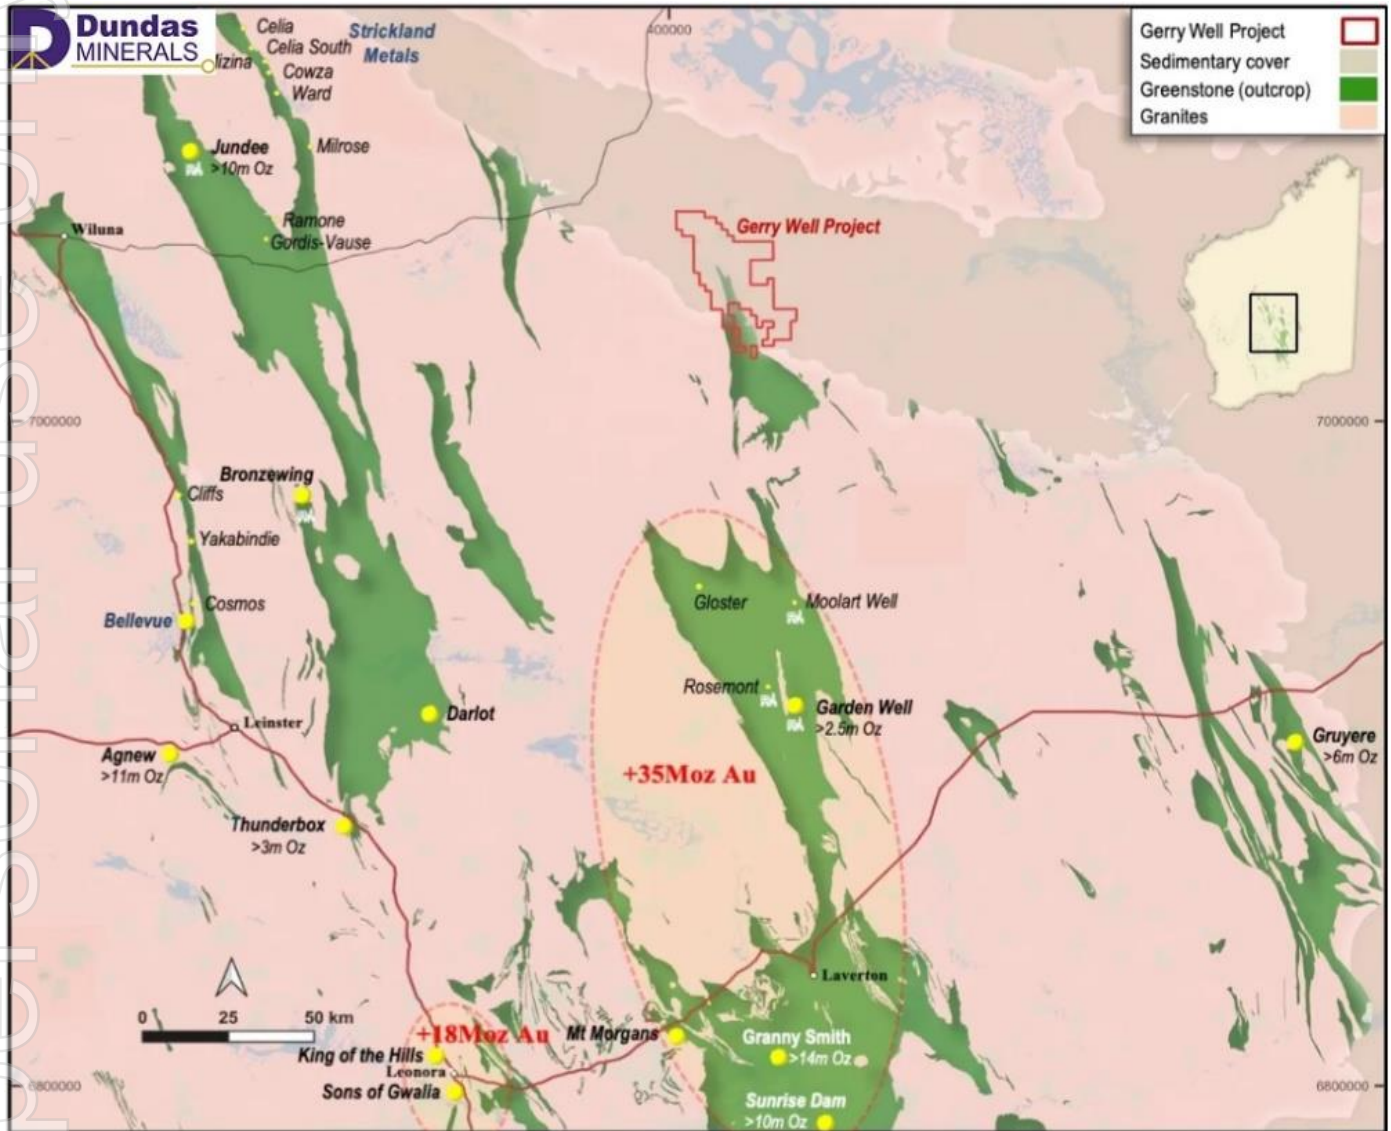 Dundas
MINERALS
Celia
Celia South
Cowza
Ward
Milrose
Strickland
Metals
400000
Gerry Well Project
Sedimentary cover
Greenstone (outcrop)
Granites
Jundee
>10m Oz
Ramone
Gordis-Vause
Wiluna
Gerry Well Project
7000000
7000000
Bronzewing
Cliffs
Yakabindie
Cosmos
Bellevue
Gloster
Moolart Well
Rosemont
Garden Well
>2.5m Oz
Darlot
Leinster
Agnew
>11m Oz
Gruyere
>6m Oz
+35Moz Au
Thunderbox
>3m Oz
Laverton
0 25 50 km
+18Moz Au
Mt Morgans
Granny Smith
>14m Oz
King of the Hills
Leonora
Sons of Gwalia
6800000
6800000
Sunrise Dam
>10m Oz